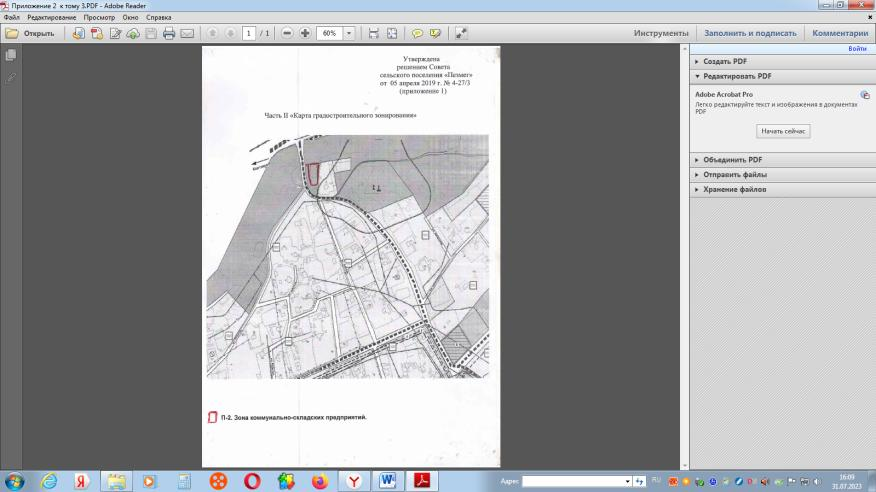 Приложение 2 к тому 3.PDF - Adobe Reader
Файл Редактирование Просмотр Окно Справка
Открыть
1 / 1
60%
Инструменты
Заполнить и подписать
Комментарии
Войти
Создать PDF
Редактировать PDF
Adobe Acrobat Pro
Легко редактируйте текст и изображения в документах
PDF
Начать сейчас
Объединить PDF
Отправить файлы
Хранение файлов
Утверждена
решением Совета
сельского поселения «Пезмег»
от 05 апреля 2019 г. № 4-27/3
(приложение 1)
Часть II «Карта градостроительного зонирования»
П-2. Зона коммунально-складских предприятий.
Адрес
RU
16:09
31.07.2023